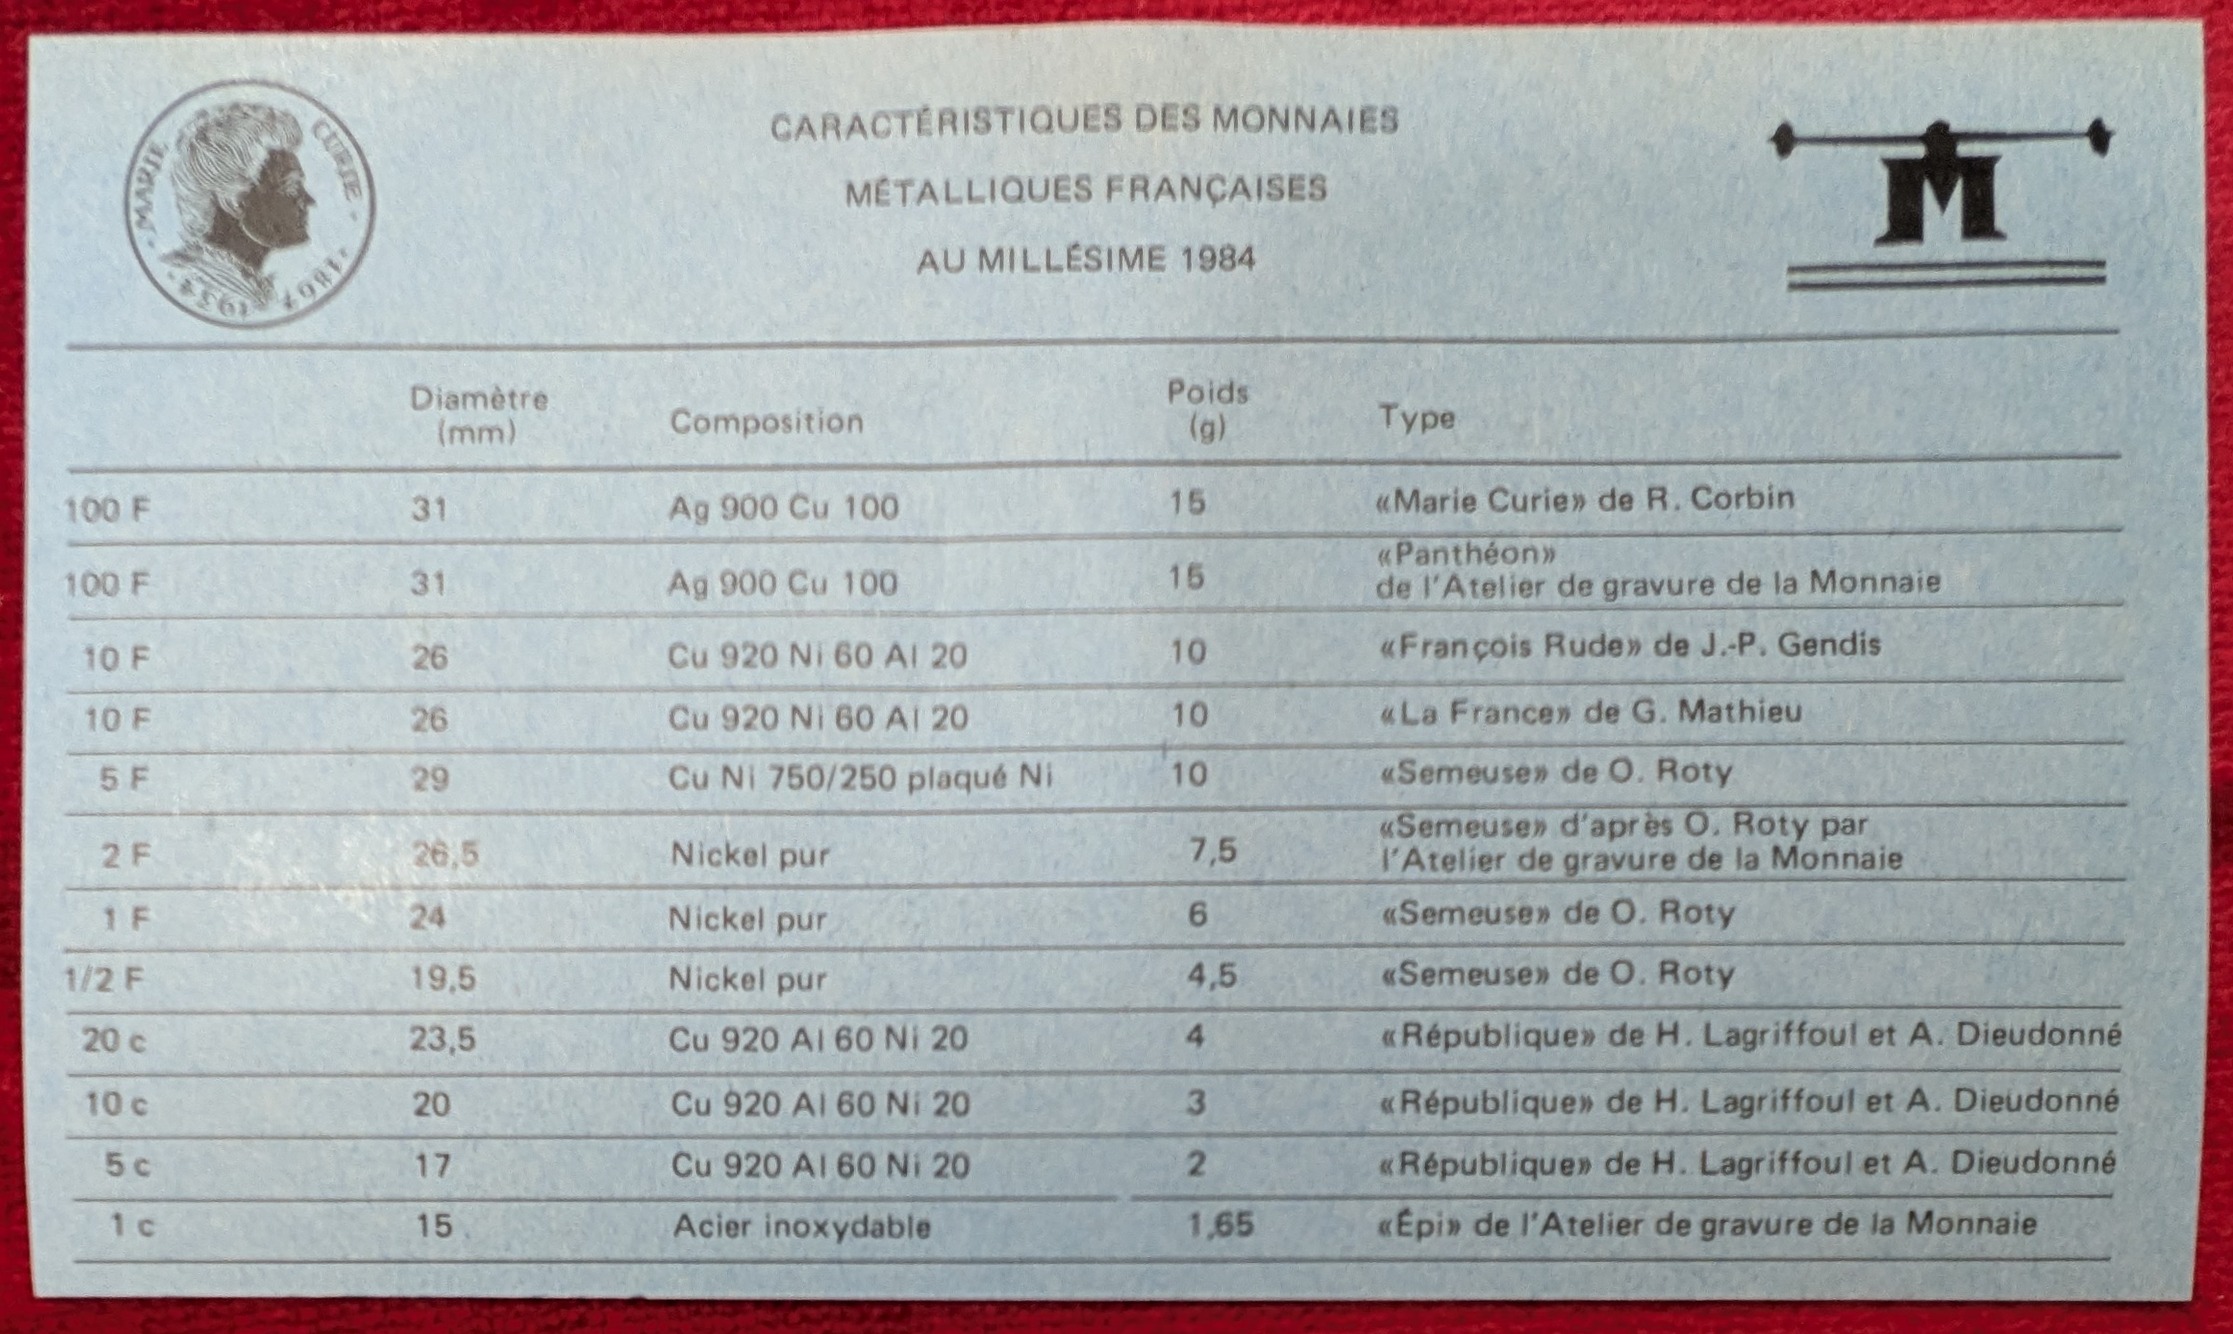 MARIE CURIE
1867 1934
CARACTÉRISTIQUES DES MONNAIES
MÉTALLIQUES FRANÇAISES
AU MILLÉSIME 1984
M
Diamètre (mm) Composition Poids (g) Type
100 F 31 Ag 900 Cu 100 15 «Marie Curie» de R. Corbin
100 F 31 Ag 900 Cu 100 15 «Panthéon»
de l'Atelier de gravure de la Monnaie
10 F 26 Cu 920 Ni 60 Al 20 10 «François Rude» de J.-P. Gendis
10 F 26 Cu 920 Ni 60 Al 20 10 «La France» de G. Mathieu
5 F 29 Cu Ni 750/250 plaqué Ni 10 «Semeuse» de O. Roty
2 F 26,5 Nickel pur 7,5 «Semeuse» d'après O. Roty par
l'Atelier de gravure de la Monnaie
1 F 24 Nickel pur 6 «Semeuse» de O. Roty
1/2 F 19,5 Nickel pur 4,5 «Semeuse» de O. Roty
20 c 23,5 Cu 920 Al 60 Ni 20 4 «République» de H. Lagriffoul et A. Dieudonné
10 c 20 Cu 920 Al 60 Ni 20 3 «République» de H. Lagriffoul et A. Dieudonné
5 c 17 Cu 920 Al 60 Ni 20 2 «République» de H. Lagriffoul et A. Dieudonné
1 c 15 Acier inoxydable 1,65 «Épi» de l'Atelier de gravure de la Monnaie